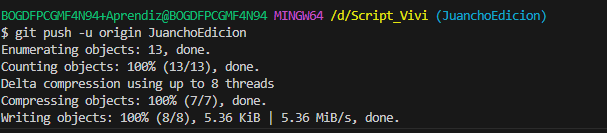 BOGDFPCGMF4N94+Aprendiz@BOGDFPCGMF4N94 MINGW64 /d/Script_Vivi (JuanchoEdicion)
$ git push -u origin JuanchoEdicion
Enumerating objects: 13, done.
Counting objects: 100% (13/13), done.
Delta compression using up to 8 threads
Compressing objects: 100% (7/7), done.
Writing objects: 100% (8/8), 5.36 KiB | 5.36 MiB/s, done.